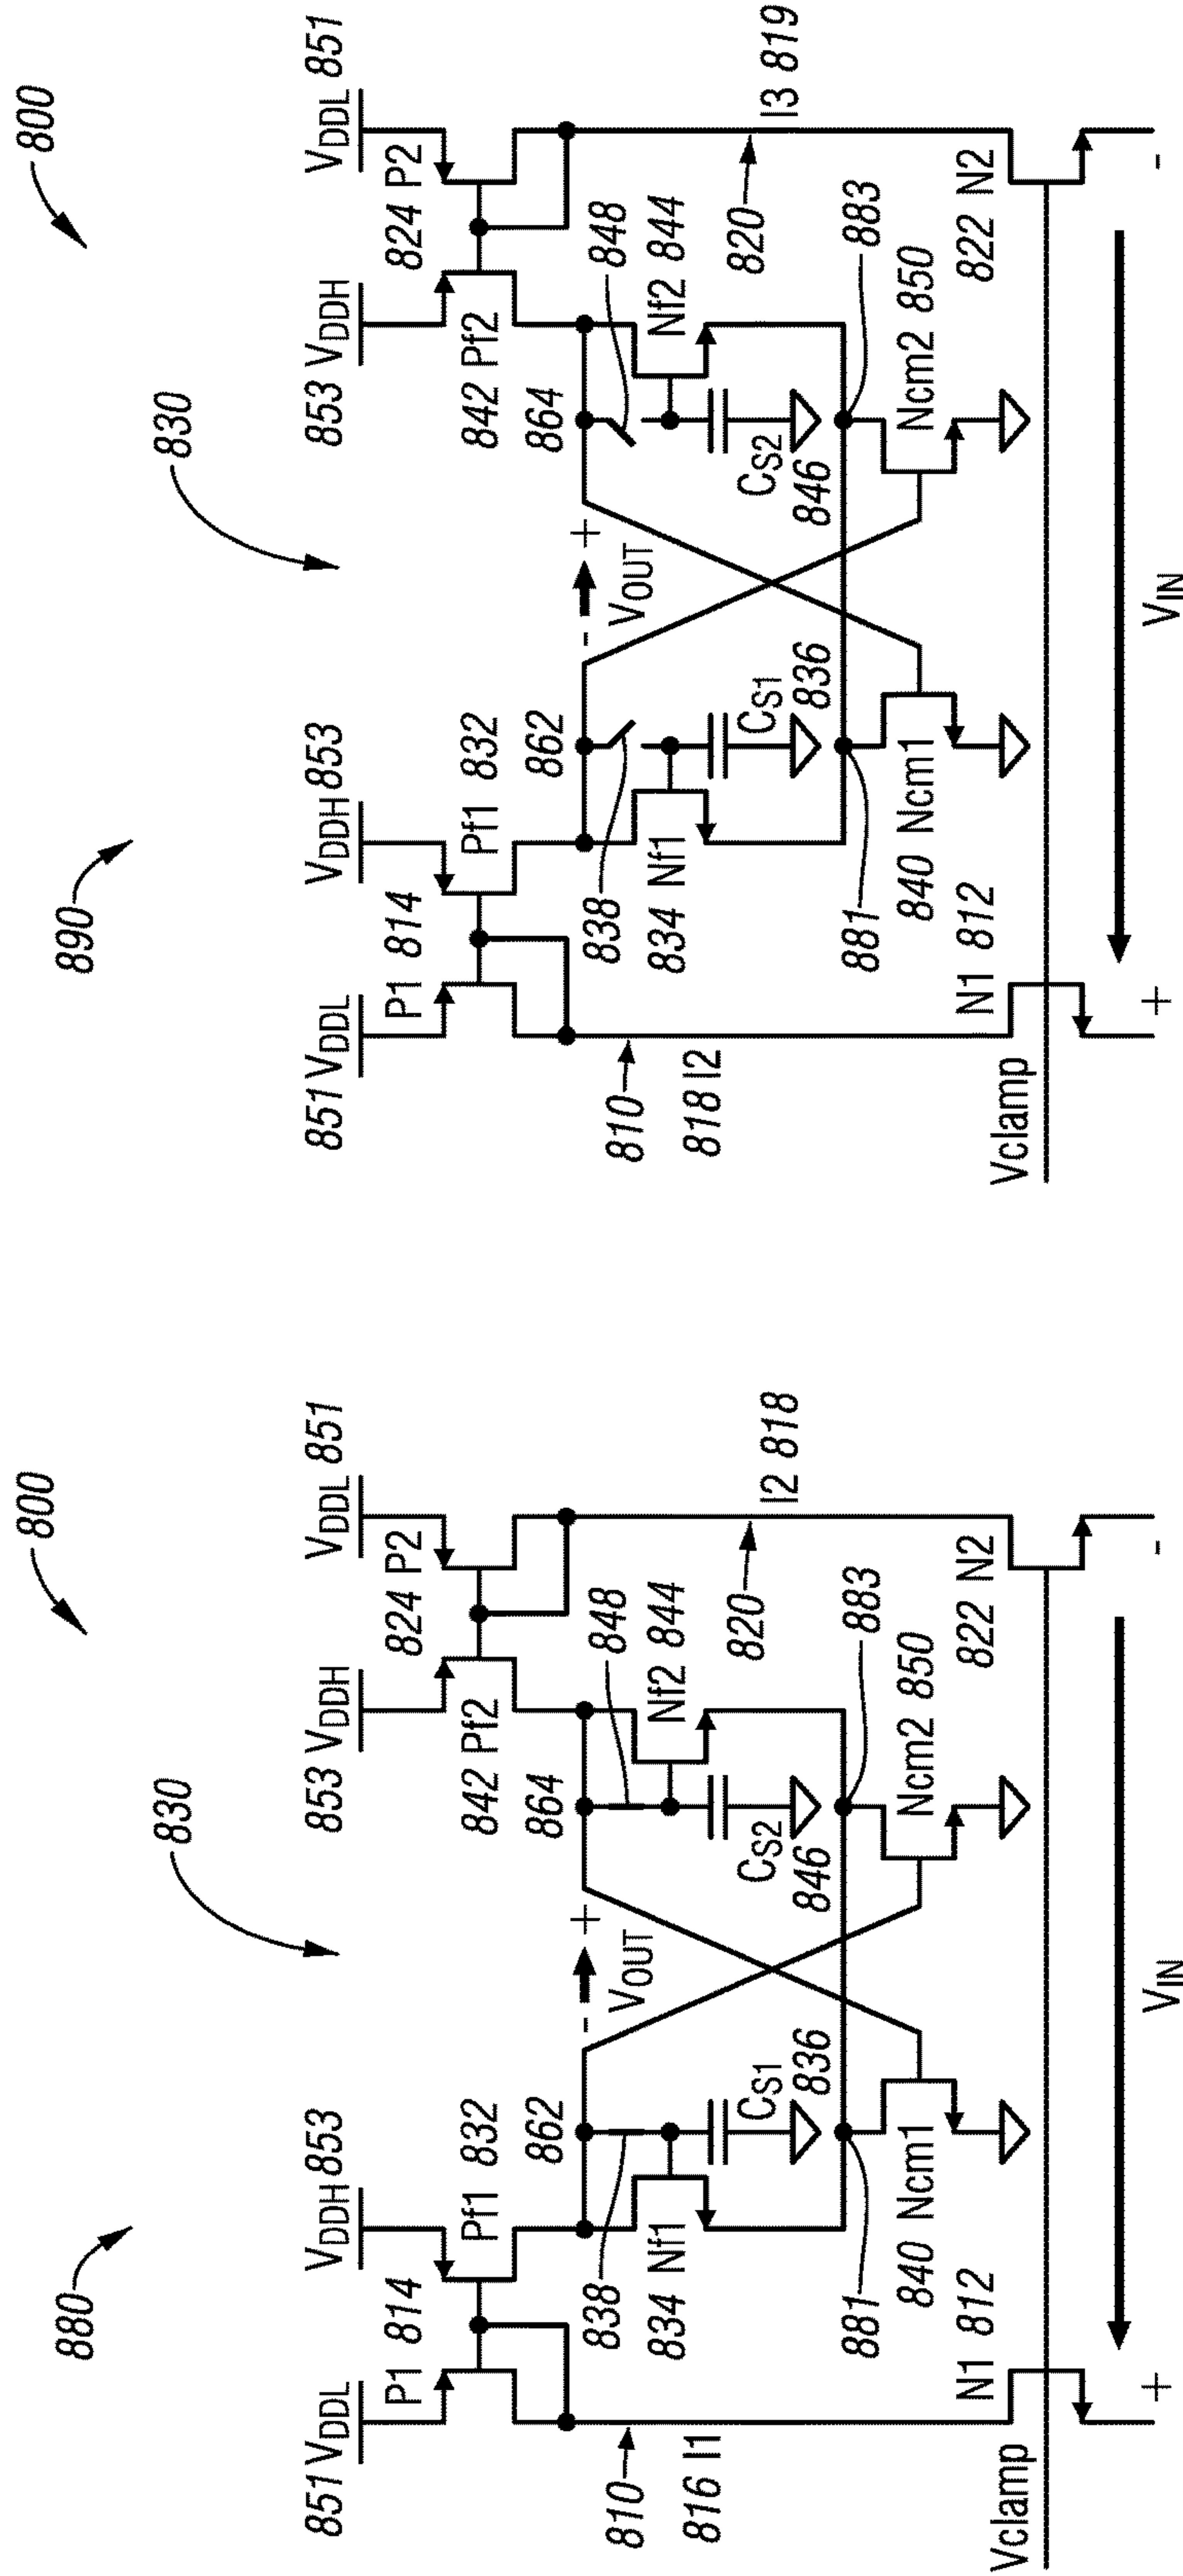 880
830
800
851 VDDL
VDDH 853
853 VDDH
VDDL 851
P1
814
Pf1 832
842 Pf2
824 P2
862
864
- +
VOUT
838
848
834 Nf1
Nf2 844
CS1
836
CS2
846
810
820
816 I1
I2 818
881
883
840 Ncm1
Ncm2 850
N1 812
822 N2
Vclamp
+ -
VIN
890
830
800
851 VDDL
VDDH 853
853 VDDH
VDDL 851
P1
814
Pf1 832
842 Pf2
824 P2
862
864
- +
VOUT
838
848
834 Nf1
Nf2 844
CS1
836
CS2
846
810
820
818 I2
I3 819
881
883
840 Ncm1
Ncm2 850
N1 812
822 N2
Vclamp
+ -
VIN